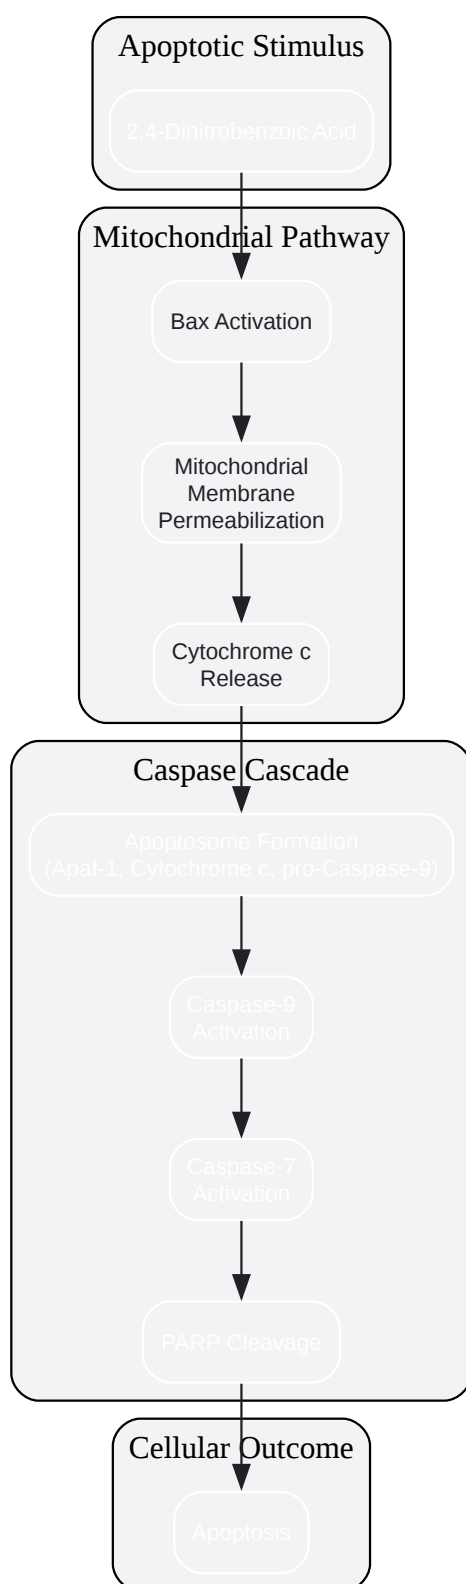 Apoptotic Stimulus
2,4-Dinitrobenzoic Acid
Mitochondrial Pathway
Bax Activation
Mitochondrial
Membrane
Permeabilization
Cytochrome c
Release
Caspase Cascade
Apoptosome Formation
(Apaf-1, Cytochrome c, pro-Caspase-9)
Caspase-9
Activation
Caspase-7
Activation
PARP Cleavage
Cellular Outcome
Apoptosis